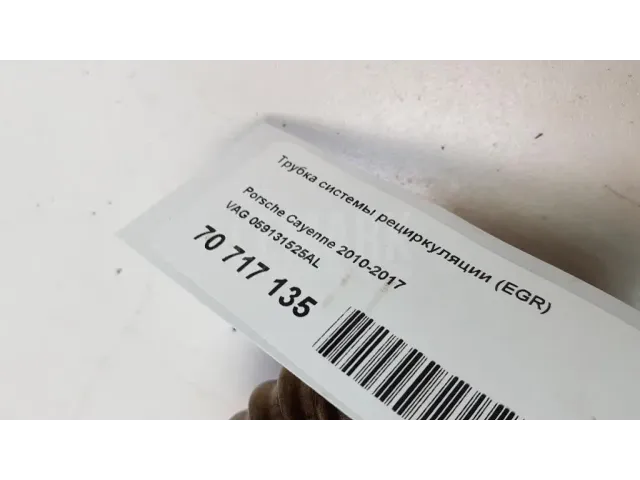 Трубка системы рециркуляции (EGR)
Porsche Cayenne 2010-2017
VAG 059131525AL
70 717 135